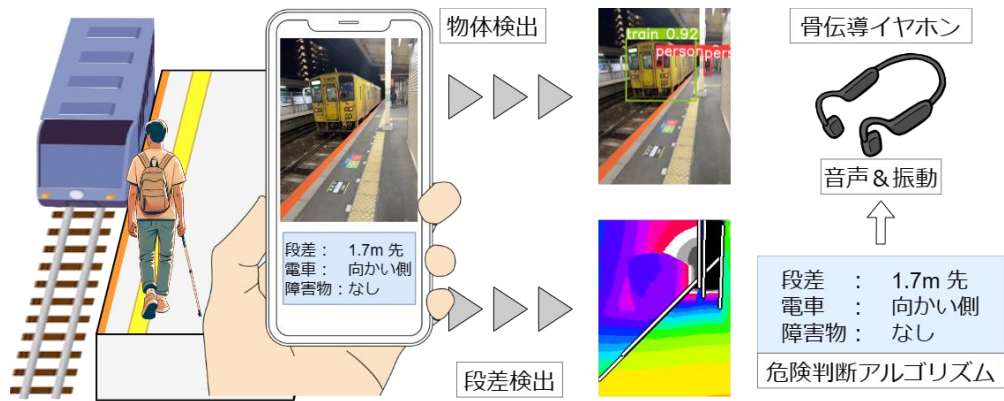 物体検出
train 0.92
person
pers
骨伝導イヤホン
音声＆振動
段差： 1.7m 先
電車： 向かい側
障害物：なし
段差検出
段差 ： 1.7m 先
電車 ： 向かい側
障害物： なし
危険判断アルゴリズム